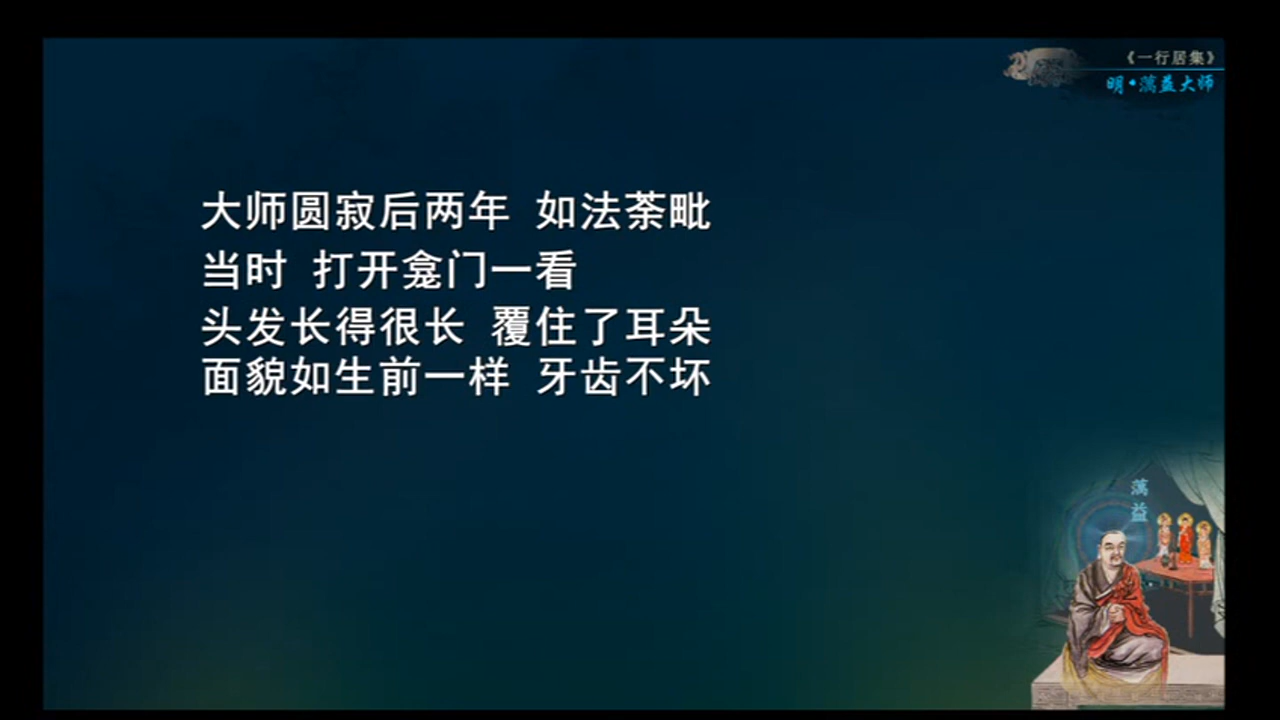 《一行居集》
明·蕅益大师
大师圆寂后两年 如法荼毗
当时 打开龛门一看
头发长得很长 覆住了耳朵
面貌如生前一样 牙齿不坏
蕅益